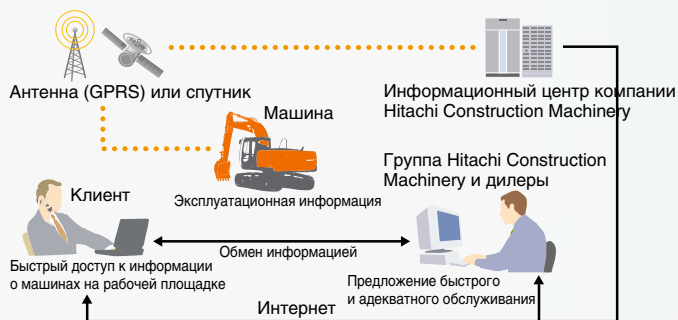 Антенна (GPRS) или спутник
Информационный центр компании
Hitachi Construction Machinery
Машина
Эксплуатационная информация
Группа Hitachi Construction
Machinery и дилеры
Клиент
Обмен информацией
Быстрый доступ к информации
о машинах на рабочей площадке
Предложение быстрого
и адекватного обслуживания
Интернет